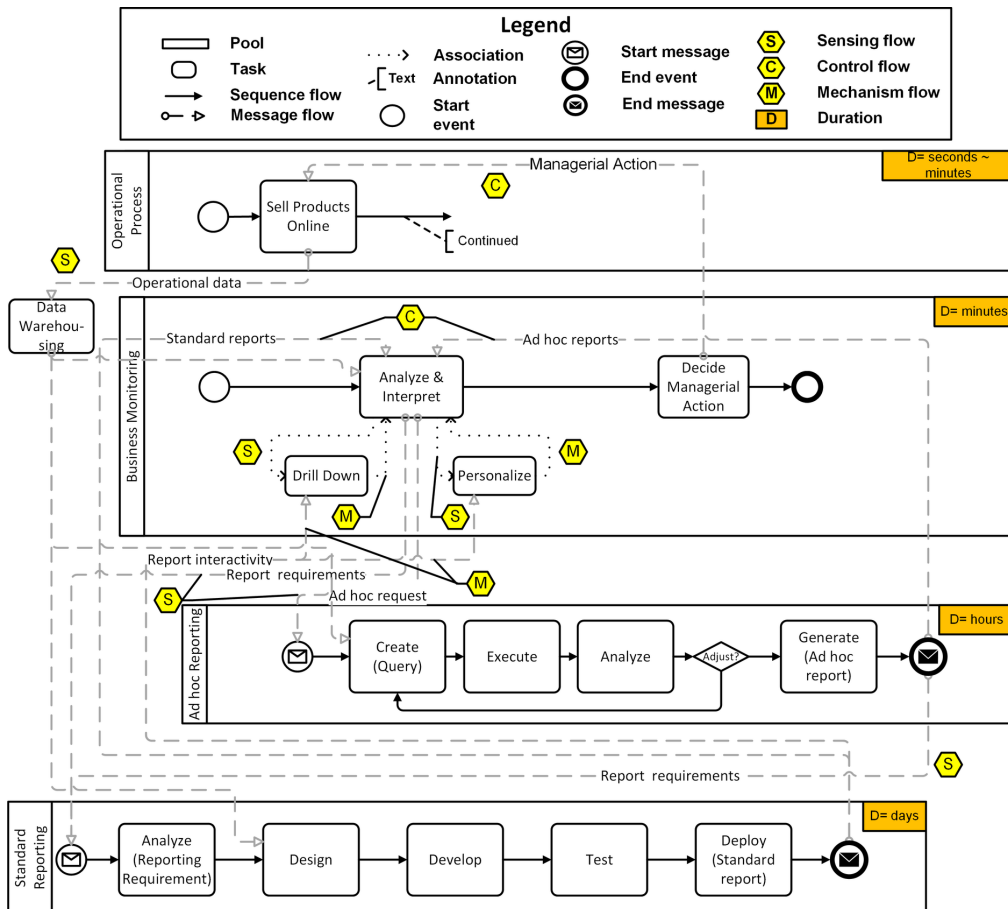 Legend
Pool
Task
Sequence flow
Message flow
Association
Text
Annotation
Start
event
Start message
End event
End message
S
Sensing flow
C
Control flow
M
Mechanism flow
D
Duration
Operational
Process
Managerial Action
D= seconds ~
minutes
C
Sell Products
Online
Continued
S
Operational data
Data
Warehou-
sing
Business Monitoring
D= minutes
C
Standard reports
Ad hoc reports
Analyze &
Interpret
Decide
Managerial
Action
S
M
Drill Down
Personalize
M
S
Report interactivity
Report requirements
M
S
Ad hoc request
Ad hoc Reporting
D= hours
Create
(Query)
Execute
Analyze
Adjust?
Generate
(Ad hoc
report)
Report requirements
S
Standard
Reporting
D= days
Analyze
(Reporting
Requirement)
Design
Develop
Test
Deploy
(Standard
report)